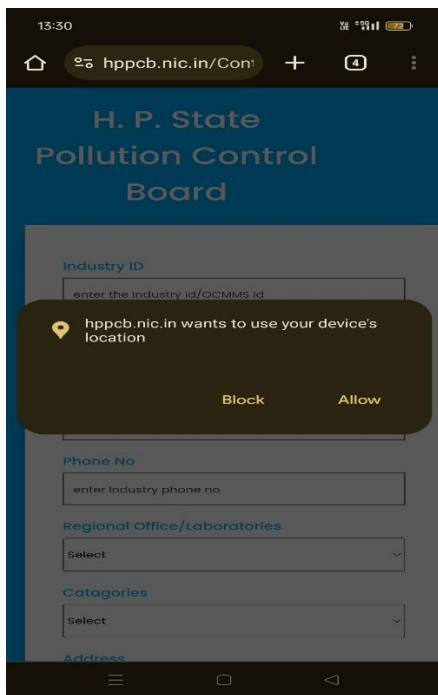 13:30
72
hppcb.nic.in/Cont
4
H. P. State
Pollution Control
Board
Industry ID
enter the Industry Id/OCMMS Id
hppcb.nic.in wants to use your device's
location
Block
Allow
Phone No
enter Industry phone no
Regional Office/Laboratories
Select
Catagories
Select
Address